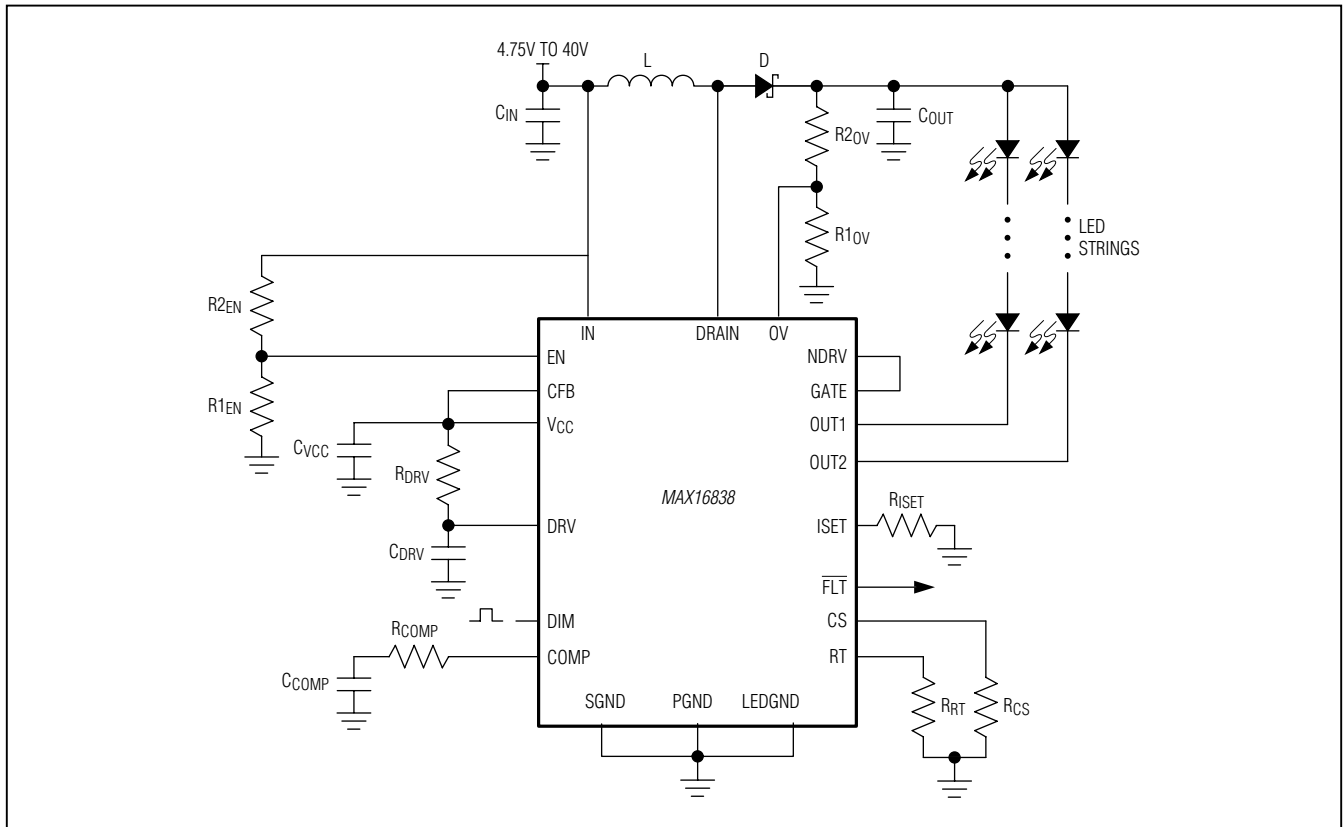 4.75V TO 40V
L
D
CIN
R2OV
COUT
R1OV
LED
STRINGS
R2EN
R1EN
IN
DRAIN
OV
EN
NDRV
CFB
GATE
VCC
OUT1
CVCC
OUT2
RDRV
MAX16838
RISET
ISET
DRV
CDRV
FLT
DIM
CS
RCOMP
COMP
RT
CCOMP
SGND
PGND
LEDGND
RRT
RCS